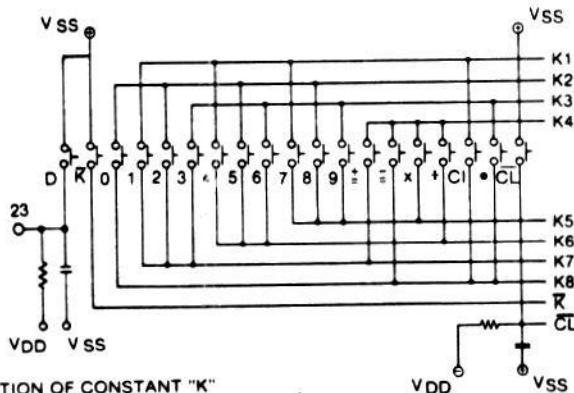 VSS VSS
K1
K2
K3
K4
D K 0 1 2 3 5 6 7 8 9 ± = x + CI • CL
23
K5
K6
K7
K8
K
CL
VDD VSS
VDD VSS
TION OF CONSTANT "K"